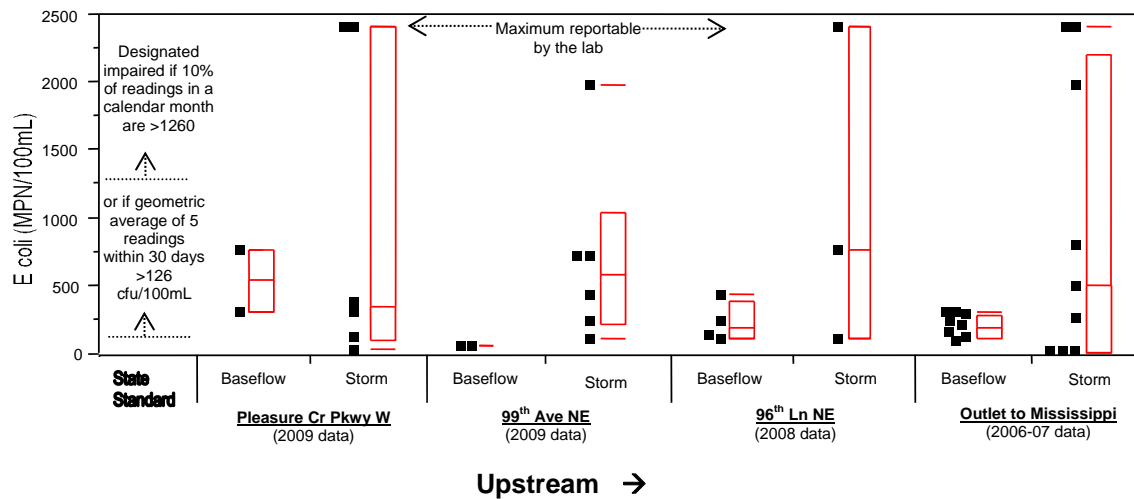 E coli (MPN/100mL)
2500
2000
1500
1000
500
0
Designated
impaired if 10%
of readings in a
calendar month
are >1260
or if geometric
average of 5
readings
within 30 days
>126
cfu/100mL
Maximum reportable
by the lab
State
Standard
Baseflow
Storm
Baseflow
Storm
Baseflow
Storm
Baseflow
Storm
Pleasure Cr Pkwy W
(2009 data)
99th Ave NE
(2009 data)
96th Ln NE
(2008 data)
Outlet to Mississippi
(2006-07 data)
Upstream →